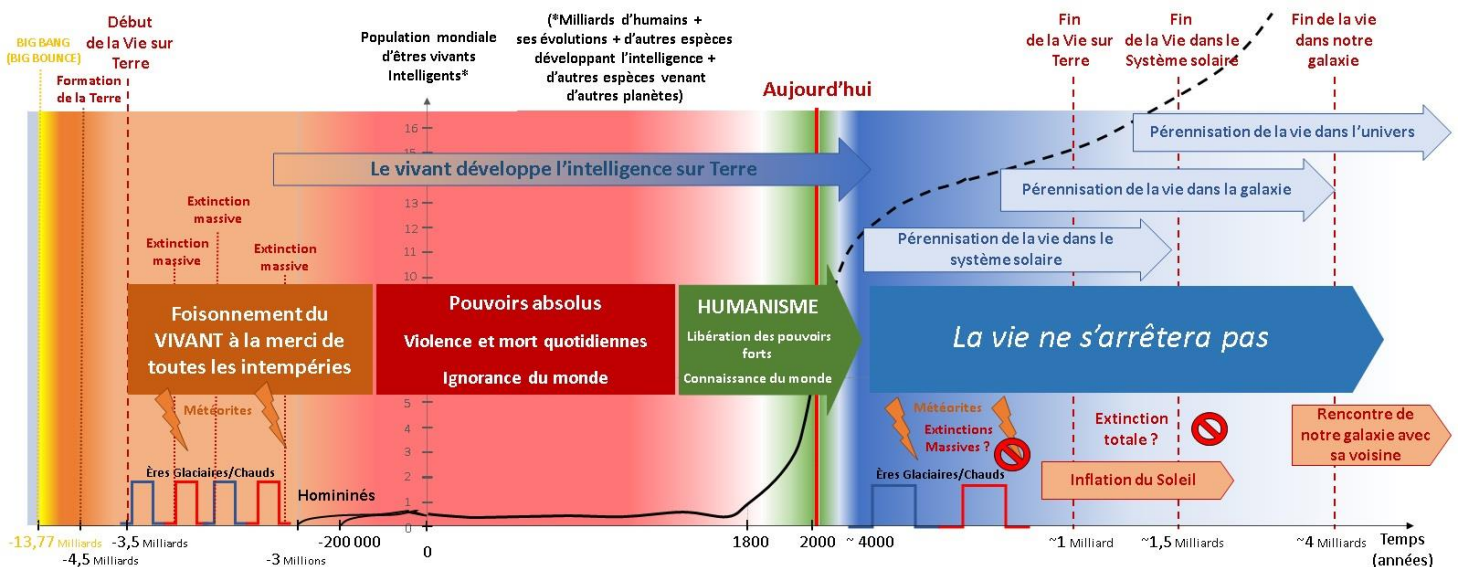 BIG BANG
(BIG BOUNCE)
Formation
de la Terre
Début
de la Vie sur
Terre
Population mondiale
d'êtres vivants
Intelligents*
(*Milliards d'humains +
ses évolutions + d'autres espèces
développant l'intelligence +
d'autres espèces venant
d'autres planètes)
Aujourd'hui
Fin
de la Vie sur
Terre
Fin
de la Vie dans le
Système solaire
Fin de la vie
dans notre
galaxie
16
13
12
11
10
5
4
3
2
1
0
Le vivant développe l'intelligence sur Terre
Pérennisation de la vie dans l'univers
Pérennisation de la vie dans la galaxie
Pérennisation de la vie dans le
système solaire
Extinction
massive
Extinction
massive
Extinction
massive
Foisonnement du
VIVANT à la merci de
toutes les intempéries
Pouvoirs absolus
Violence et mort quotidiennes
Ignorance du monde
HUMANISME
Libération des pouvoirs
forts
Connaissance du monde
La vie ne s'arrêtera pas
Météorites
Ères Glaciaires/Chauds
Homininés
Météorites
Extinctions
Massives ?
Ères Glaciaires/Chauds
Extinction
totale ?
Inflation du Soleil
Rencontre de
notre galaxie avec
sa voisine
-13,77 Milliards
-4,5 Milliards
-3,5 Milliards
-3 Millions
-200 000
0
1800
2000
~ 4000
~1 Milliard
~1,5 Milliards
~4 Milliards
Temps
(années)